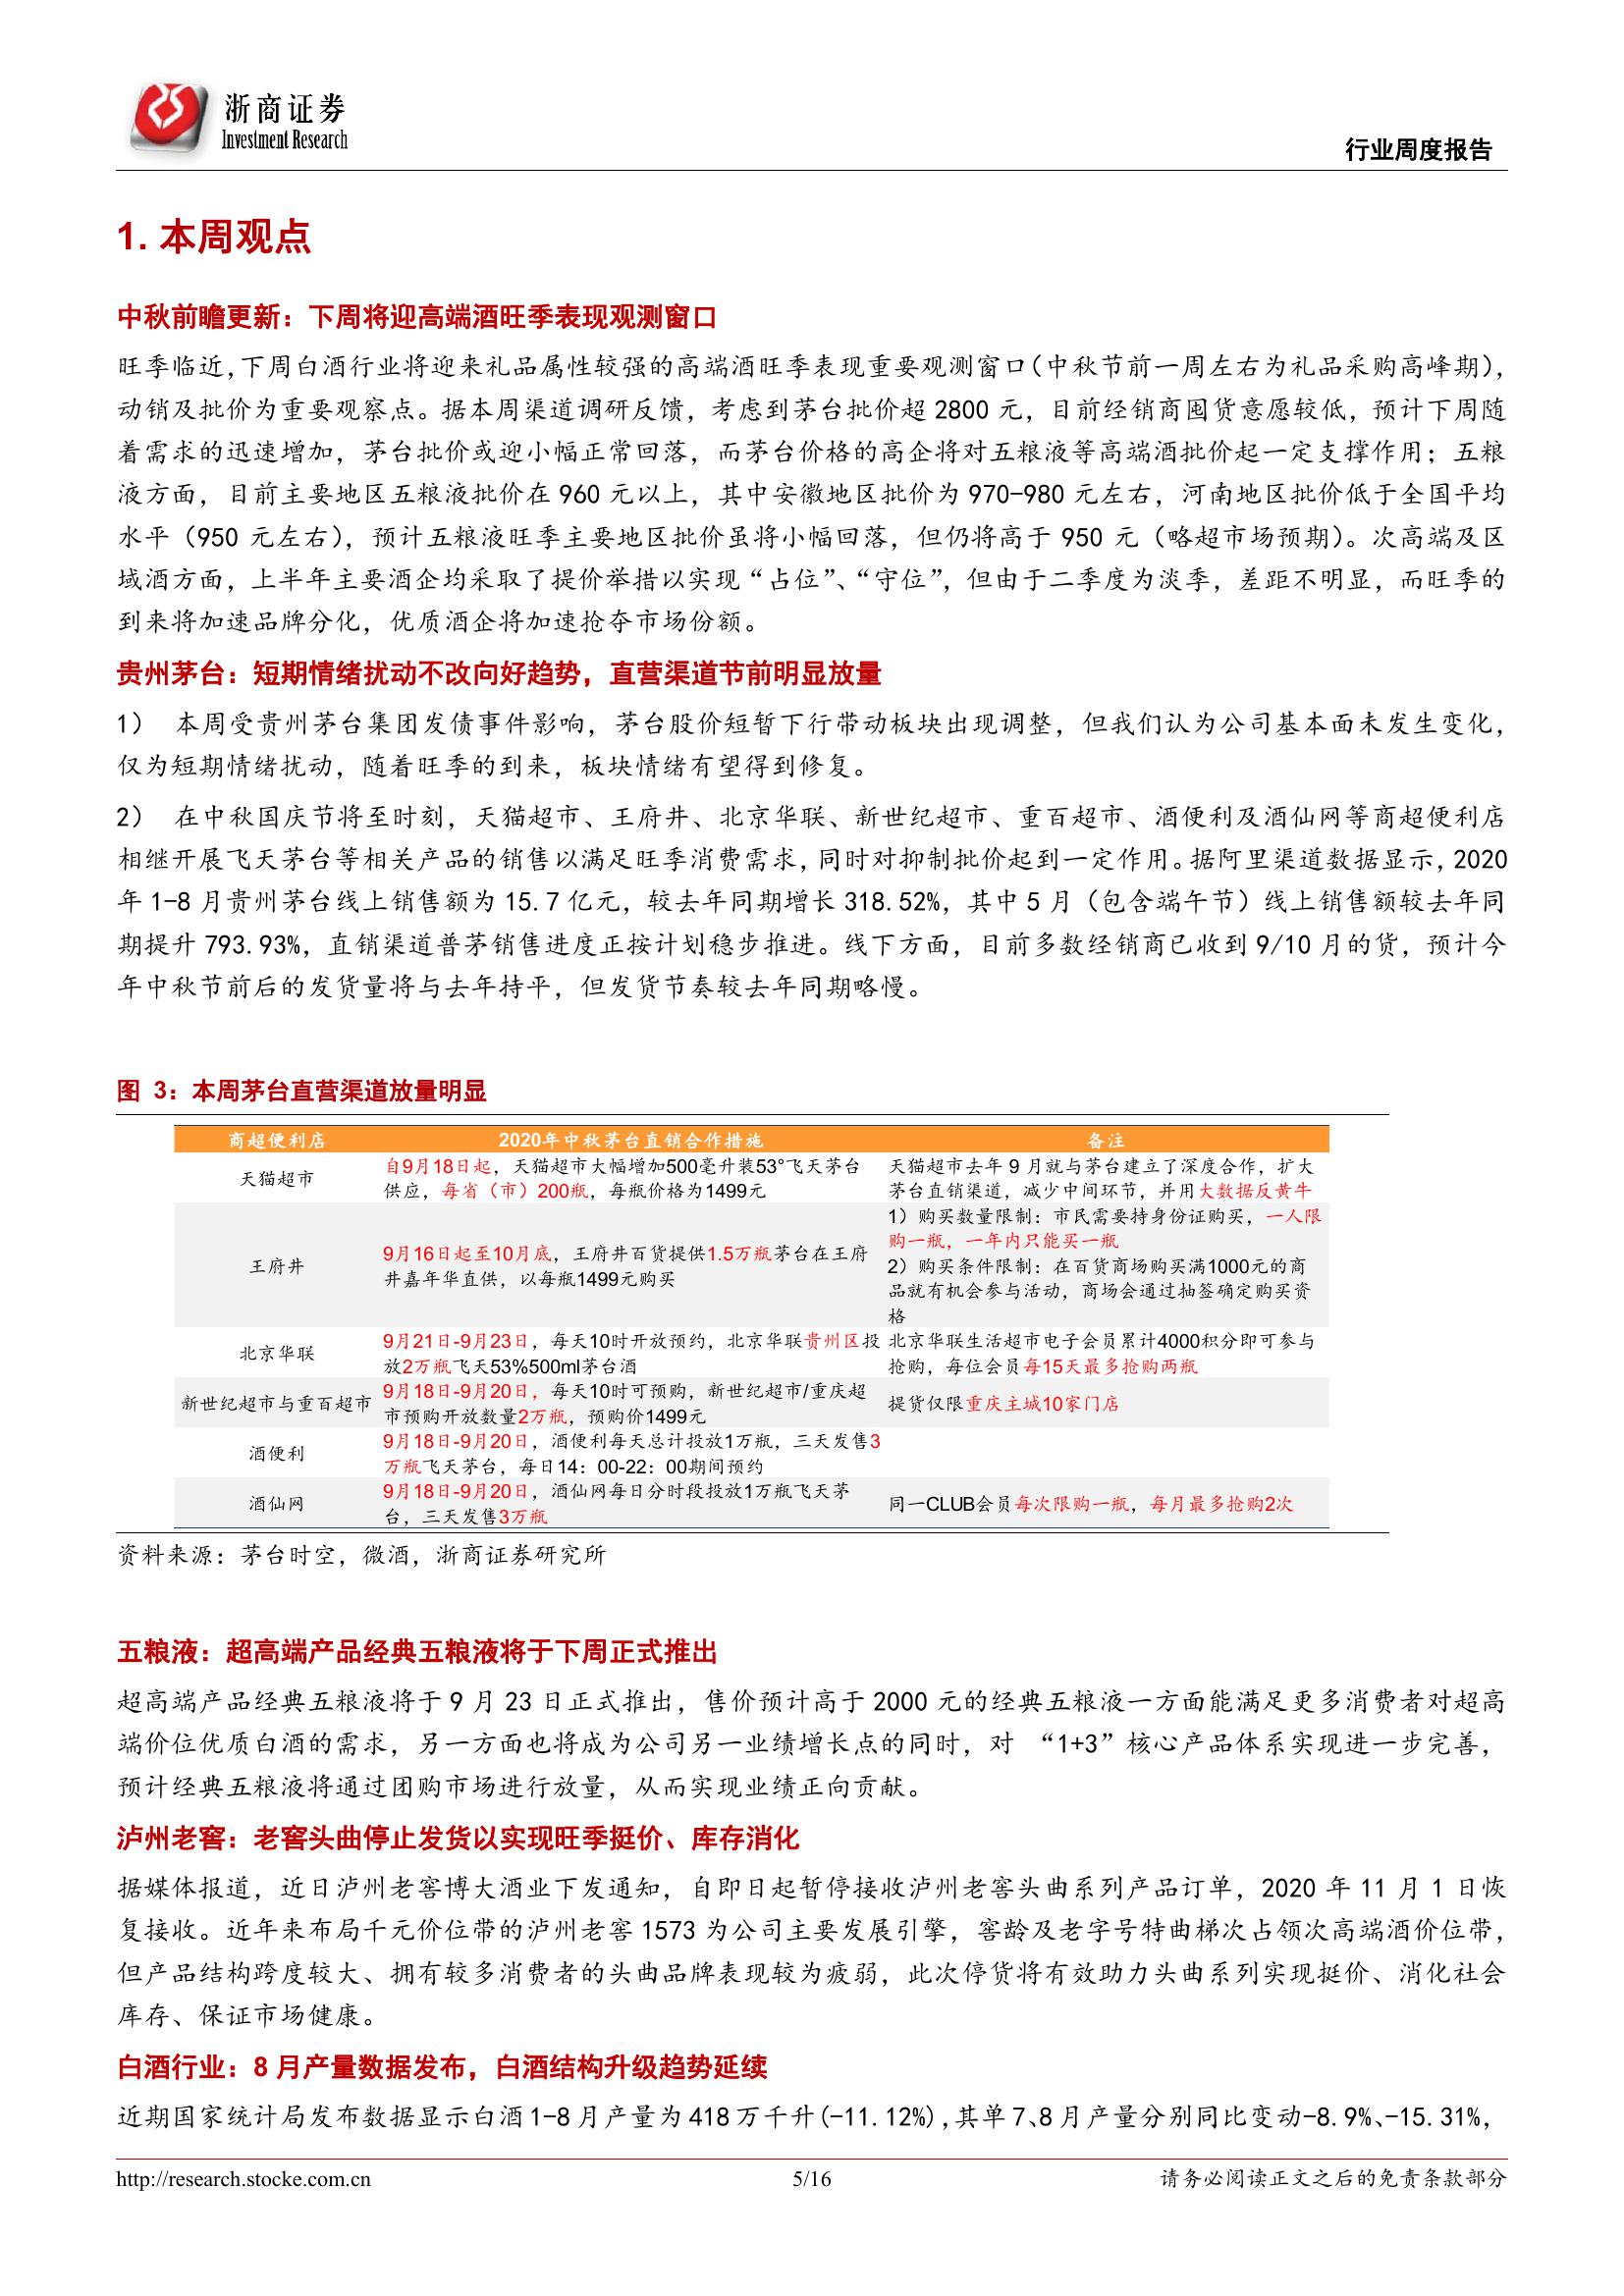 浙商证券
Investment Research
行业周度报告
1. 本周观点
中秋前瞻更新：下周将迎高端酒旺季表现观测窗口
旺季临近，下周白酒行业将迎来礼品属性较强的高端酒旺季表现重要观测窗口（中秋节前一周左右为礼品采购高峰期），
动销及批价为重要观察点。据本周渠道调研反馈，考虑到茅台批价超 2800 元，目前经销商囤货意愿较低，预计下周随
着需求的迅速增加，茅台批价或迎小幅正常回落，而茅台价格的高企将对五粮液等高端酒批价起一定支撑作用；五粮
液方面，目前主要地区五粮液批价在 960 元以上，其中安徽地区批价为 970-980 元左右，河南地区批价低于全国平均
水平（950 元左右），预计五粮液旺季主要地区批价虽将小幅回落，但仍将高于 950 元（略超市场预期）。次高端及区
域酒方面，上半年主要酒企均采取了提价举措以实现“占位”、“守位”，但由于二季度为淡季，差距不明显，而旺季的
到来将加速品牌分化，优质酒企将加速抢夺市场份额。
贵州茅台：短期情绪扰动不改向好趋势，直营渠道节前明显放量
1） 本周受贵州茅台集团发债事件影响，茅台股价短暂下行带动板块出现调整，但我们认为公司基本面未发生变化，
仅为短期情绪扰动，随着旺季的到来，板块情绪有望得到修复。
2） 在中秋国庆节将至时刻，天猫超市、王府井、北京华联、新世纪超市、重百超市、酒便利及酒仙网等商超便利店
相继开展飞天茅台等相关产品的销售以满足旺季消费需求，同时对抑制批价起到一定作用。据阿里渠道数据显示，2020
年 1-8 月贵州茅台线上销售额为 15.7 亿元，较去年同期增长 318.52%，其中 5 月（包含端午节）线上销售额较去年同
期提升 793.93%，直销渠道普茅销售进度正按计划稳步推进。线下方面，目前多数经销商已收到 9/10 月的货，预计今
年中秋节前后的发货量将与去年持平，但发货节奏较去年同期略慢。
图 3：本周茅台直营渠道放量明显
商超便利店 2020年中秋茅台直销合作措施 备注
天猫超市
自9月18日起，天猫超市大幅增加500毫升装53°飞天茅台
供应，每省（市）200瓶，每瓶价格为1499元
天猫超市去年 9 月就与茅台建立了深度合作，扩大
茅台直销渠道，减少中间环节，并用大数据反黄牛
王府井
9月16日起至10月底，王府井百货提供1.5万瓶茅台在王府
井嘉年华直供，以每瓶1499元购买
1）购买数量限制：市民需要持身份证购买，一人限
购一瓶，一年内只能买一瓶
2）购买条件限制：在百货商场购买满1000元的商
品就有机会参与活动，商场会通过抽签确定购买资
格
北京华联
9月21日-9月23日，每天10时开放预约，北京华联贵州区投
放2万瓶飞天53%500ml茅台酒
北京华联生活超市电子会员累计4000积分即可参与
抢购，每位会员每15天最多抢购两瓶
新世纪超市与重百超市
9月18日-9月20日，每天10时可预购，新世纪超市/重庆超
市预购开放数量2万瓶，预购价1499元
提货仅限重庆主城10家门店
酒便利
9月18日-9月20日，酒便利每天总计投放1万瓶，三天发售3
万瓶飞天茅台，每日14：00-22：00期间预约
酒仙网
9月18日-9月20日，酒仙网每日分时段投放1万瓶飞天茅
台，三天发售3万瓶
同一CLUB会员每次限购一瓶，每月最多抢购2次
资料来源：茅台时空，微酒，浙商证券研究所
五粮液：超高端产品经典五粮液将于下周正式推出
超高端产品经典五粮液将于 9 月 23 日正式推出，售价预计高于 2000 元的经典五粮液一方面能满足更多消费者对超高
端价位优质白酒的需求，另一方面也将成为公司另一业绩增长点的同时，对 “1+3”核心产品体系实现进一步完善，
预计经典五粮液将通过团购市场进行放量，从而实现业绩正向贡献。
泸州老窖：老窖头曲停止发货以实现旺季挺价、库存消化
据媒体报道，近日泸州老窖博大酒业下发通知，自即日起暂停接收泸州老窖头曲系列产品订单，2020 年 11 月 1 日恢
复接收。近年来布局千元价位带的泸州老窖 1573 为公司主要发展引擎，窖龄及老字号特曲梯次占领次高端酒价位带，
但产品结构跨度较大、拥有较多消费者的头曲品牌表现较为疲弱，此次停货将有效助力头曲系列实现挺价、消化社会
库存、保证市场健康。
白酒行业：8 月产量数据发布，白酒结构升级趋势延续
近期国家统计局发布数据显示白酒 1-8 月产量为 418 万千升(-11.12%)，其单 7、8 月产量分别同比变动-8.9%、-15.31%，
http://research.stocke.com.cn 5/16 请务必阅读正文之后的免责条款部分